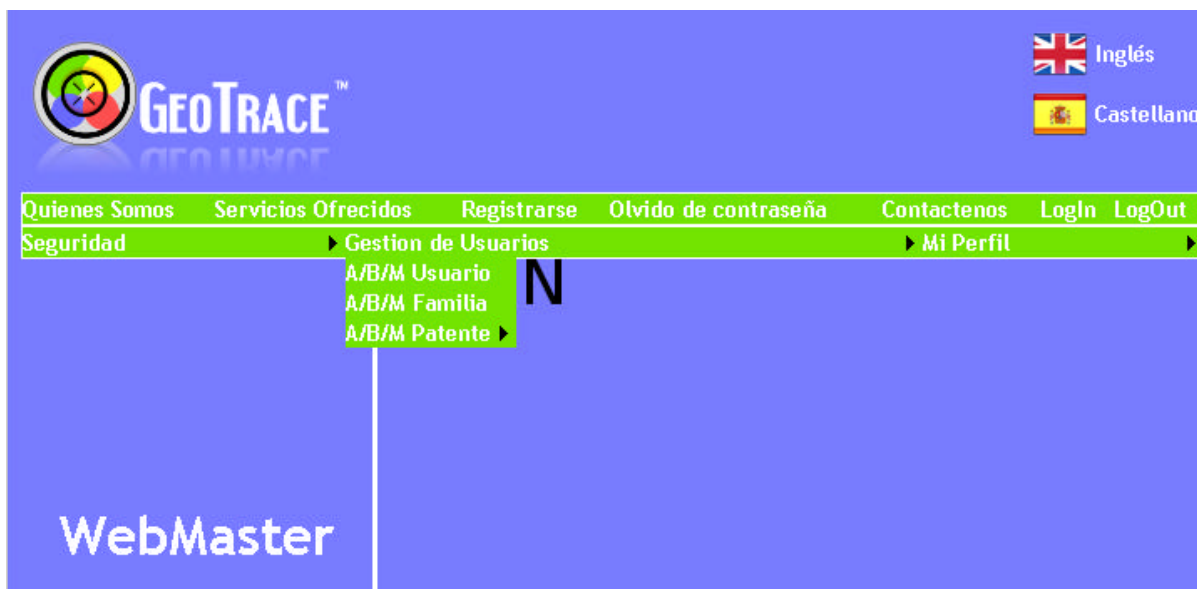 Inglés
GEOTRACE™
Castellano
Quienes Somos Servicios Ofrecidos Registrarse Olvido de contraseña Contactenos LogIn LogOut
Seguridad Gestion de Usuarios Mi Perfil
A/B/M Usuario
N
A/B/M Familia
A/B/M Patente
WebMaster